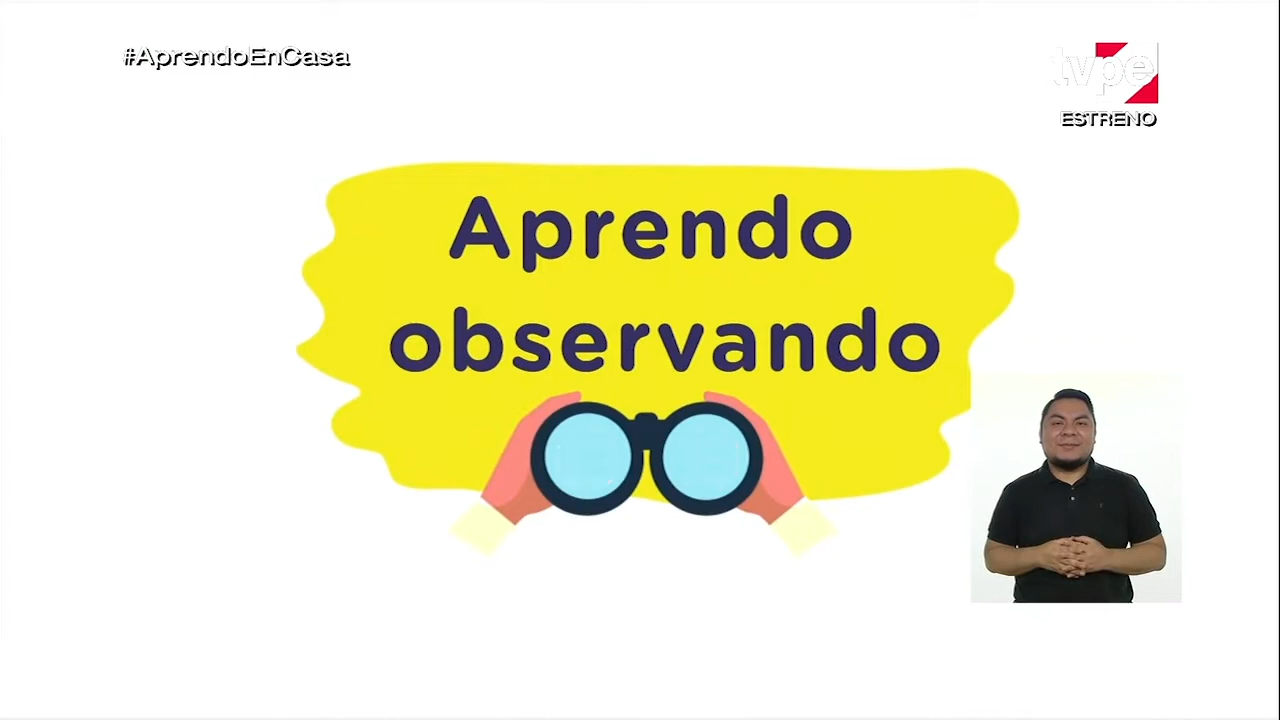 #AprendoEnCasa
tvpe
ESTRENO
Aprendo
observando